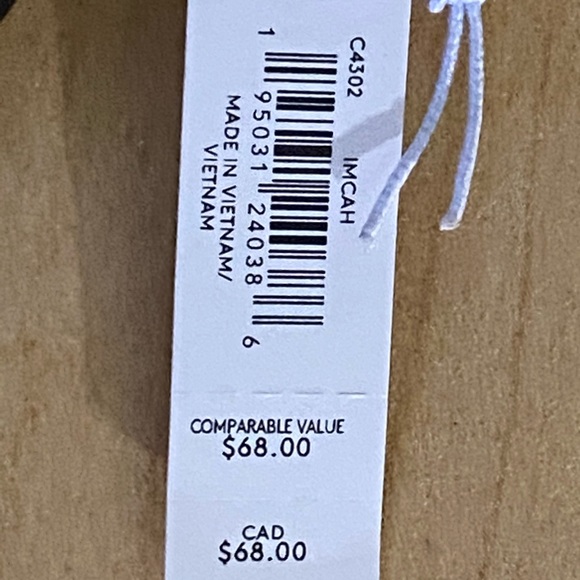 C4302 IMCAH
1 95031 24038 6
MADE IN VIETNAM/
VIETNAM
COMPARABLE VALUE
$68.00
CAD
$68.00